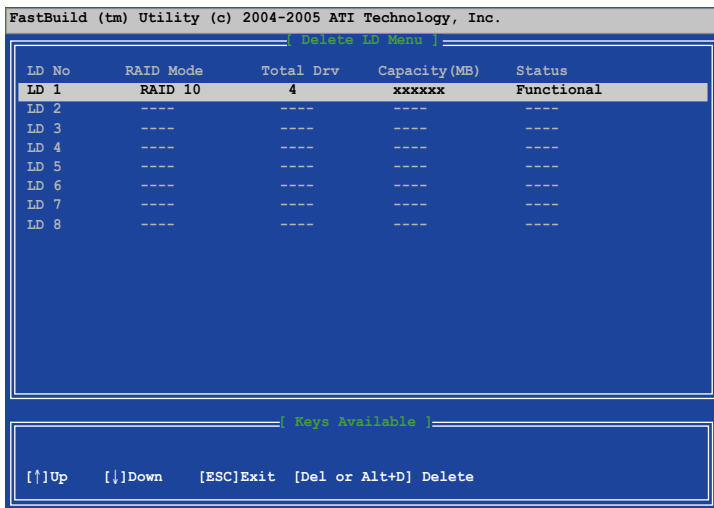 FastBuild (tm) Utility (c) 2004-2005 ATI Technology, Inc.
[ Delete LD Menu ]
LD No RAID Mode Total Drv Capacity(MB) Status
LD 1 RAID 10 4 xxxxxx Functional
LD 2 ---- ---- ---- ----
LD 3 ---- ---- ---- ----
LD 4 ---- ---- ---- ----
LD 5 ---- ---- ---- ----
LD 6 ---- ---- ---- ----
LD 7 ---- ---- ---- ----
LD 8 ---- ---- ---- ----
[ Keys Available ]
[↑]Up [↓]Down [ESC]Exit [Del or Alt+D] Delete